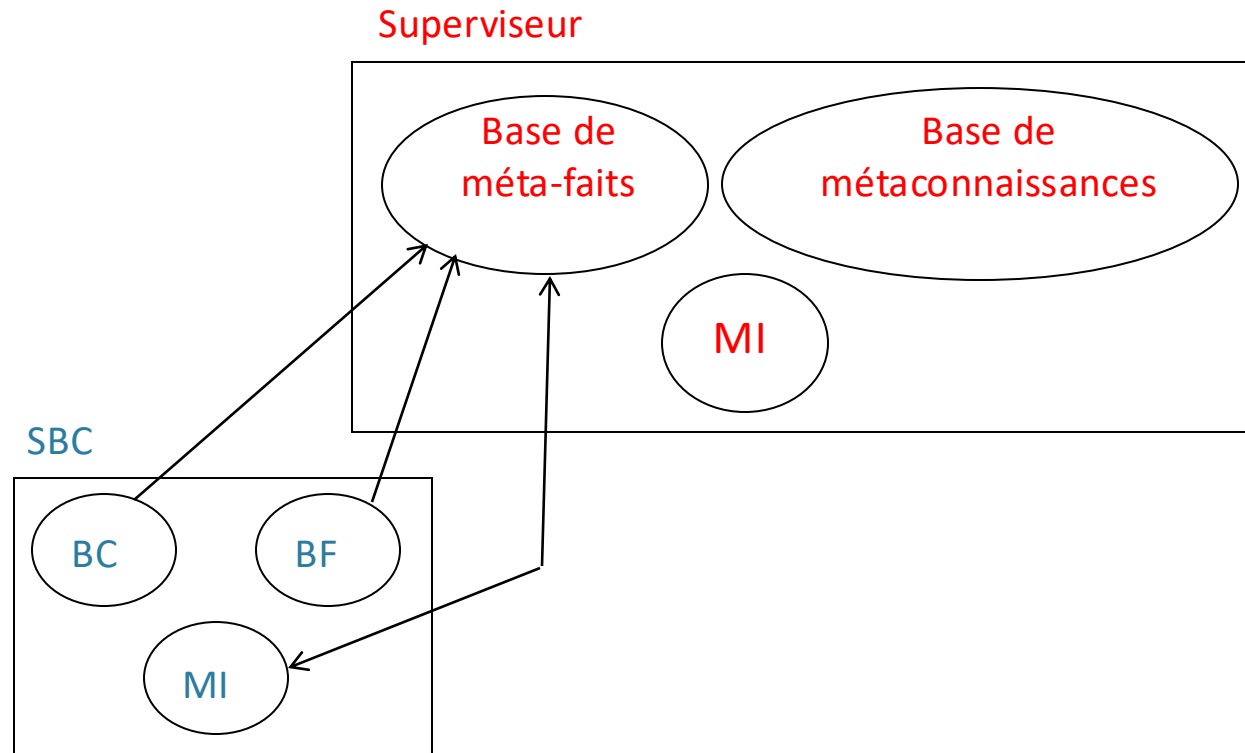 Superviseur
Base de
méta-faits
Base de
métaconnaissances
MI
SBC
BC
BF
MI